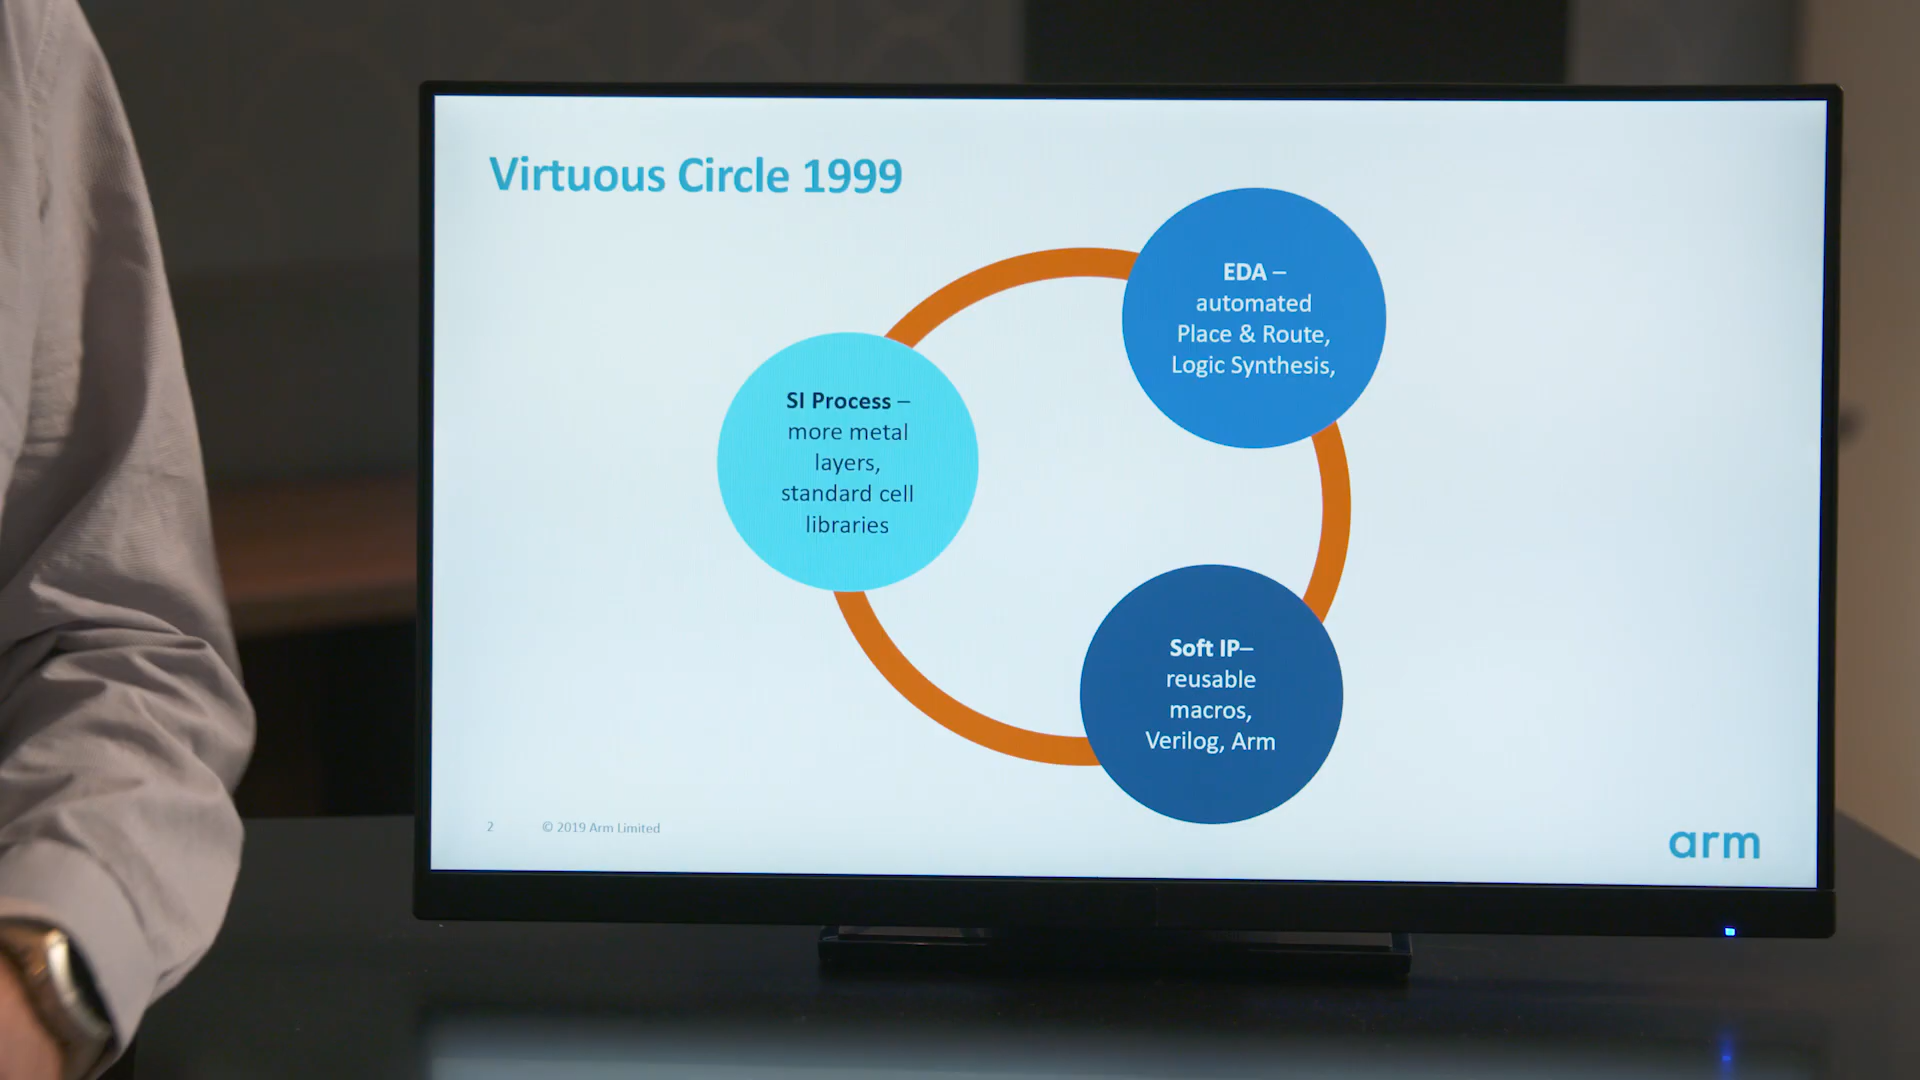 Virtuous Circle 1999
EDA –
automated
Place & Route,
Logic Synthesis,
SI Process –
more metal
layers,
standard cell
libraries
Soft IP–
reusable
macros,
Verilog, Arm
2
© 2019 Arm Limited
arm